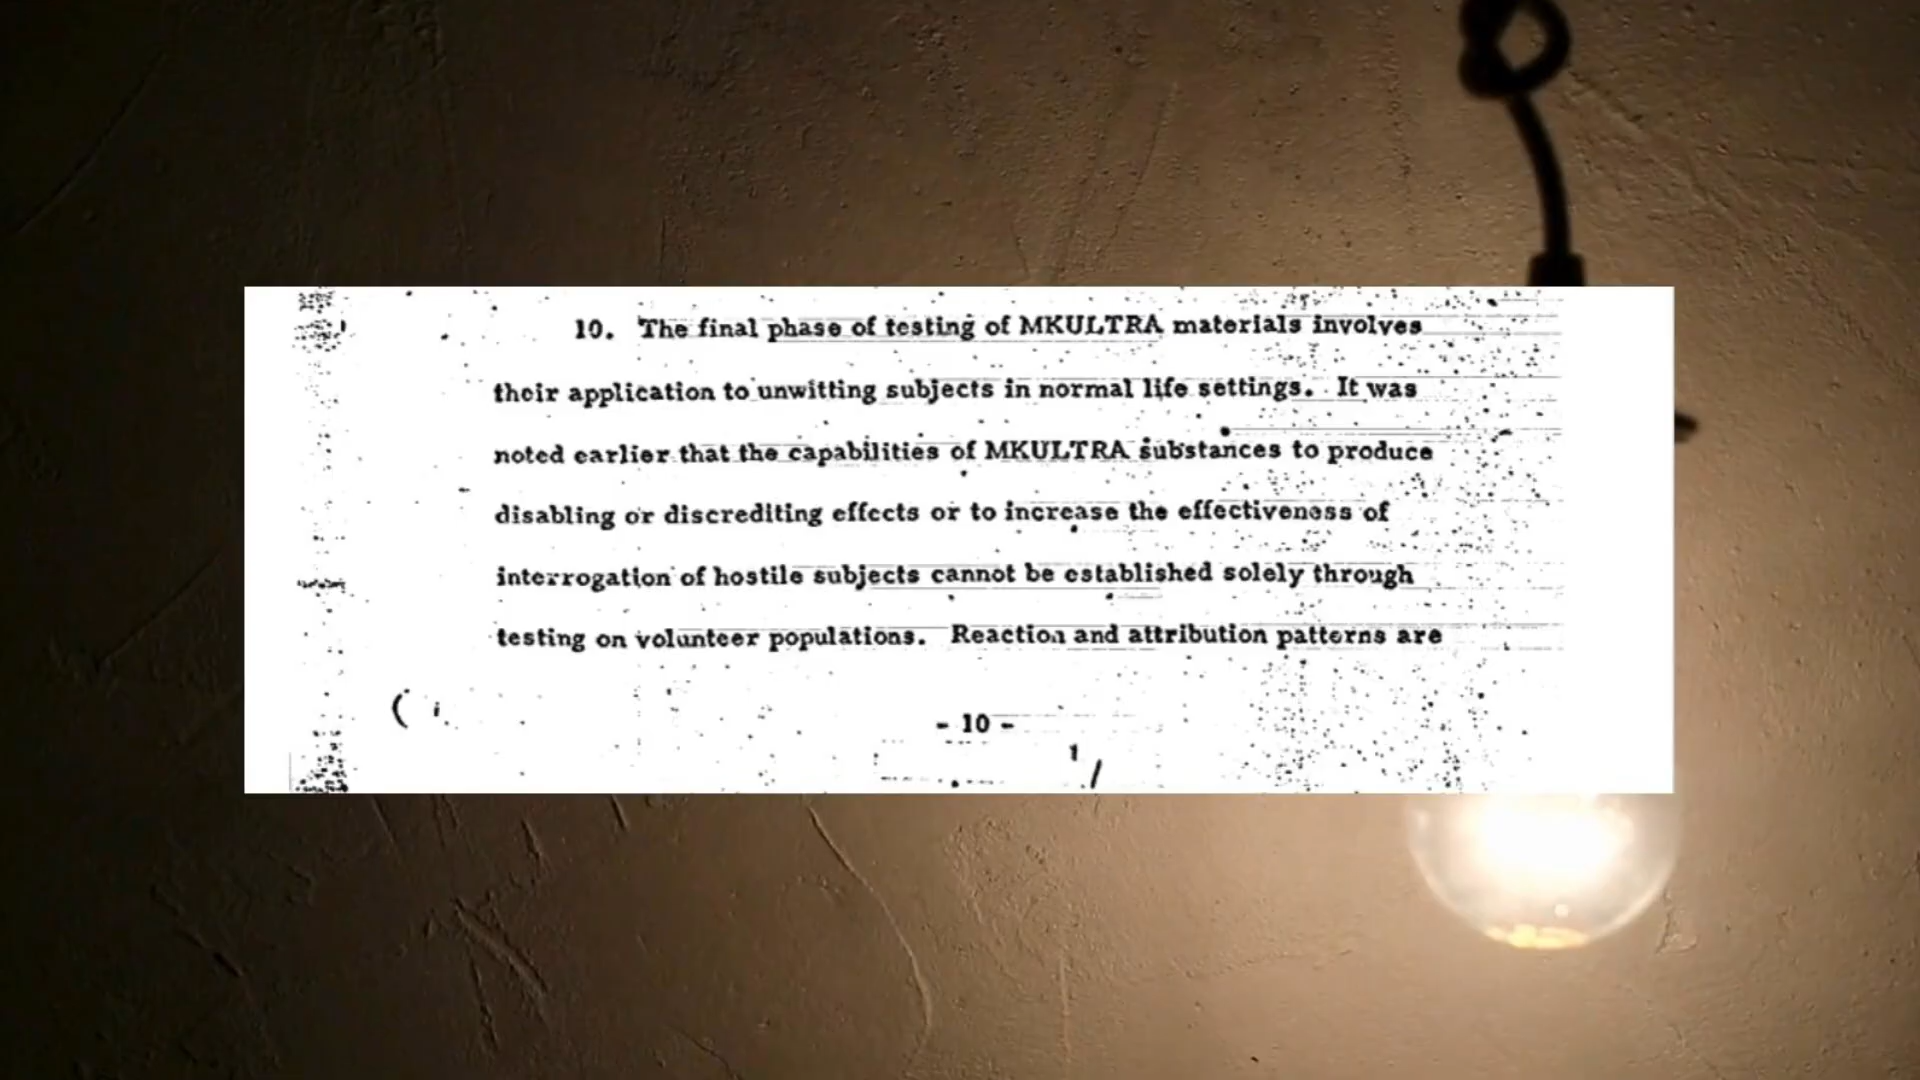 10. The final phase of testing of MKULTRA materials involves
their application to unwitting subjects in normal life settings. It was
noted earlier that the capabilities of MKULTRA substances to produce
disabling or discrediting effects or to increase the effectiveness of
interrogation of hostile subjects cannot be established solely through
testing on volunteer populations. Reaction and attribution patterns are
- 10 -